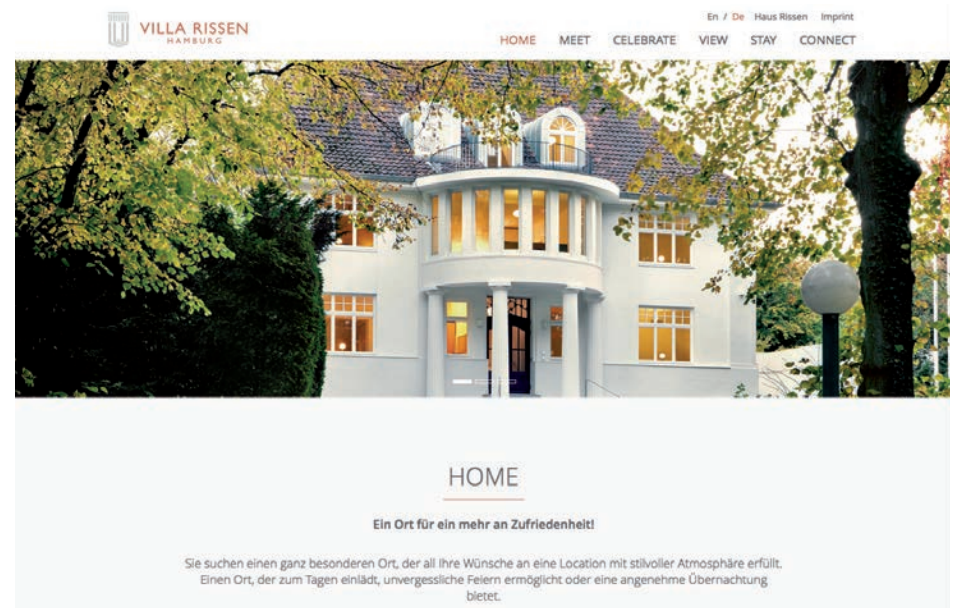 VILLA RISSEN
HAMBURG
En / De Haus Rissen Imprint
HOME MEET CELEBRATE VIEW STAY CONNECT
HOME
Ein Ort für ein mehr an Zufriedenheit!
Sie suchen einen ganz besonderen Ort, der all Ihre Wünsche an eine Location mit stilvoller Atmosphäre erfüllt.
Einen Ort, der zum Tagen einlädt, unvergessliche Feiern ermöglicht oder eine angenehme Übernachtung
bietet.